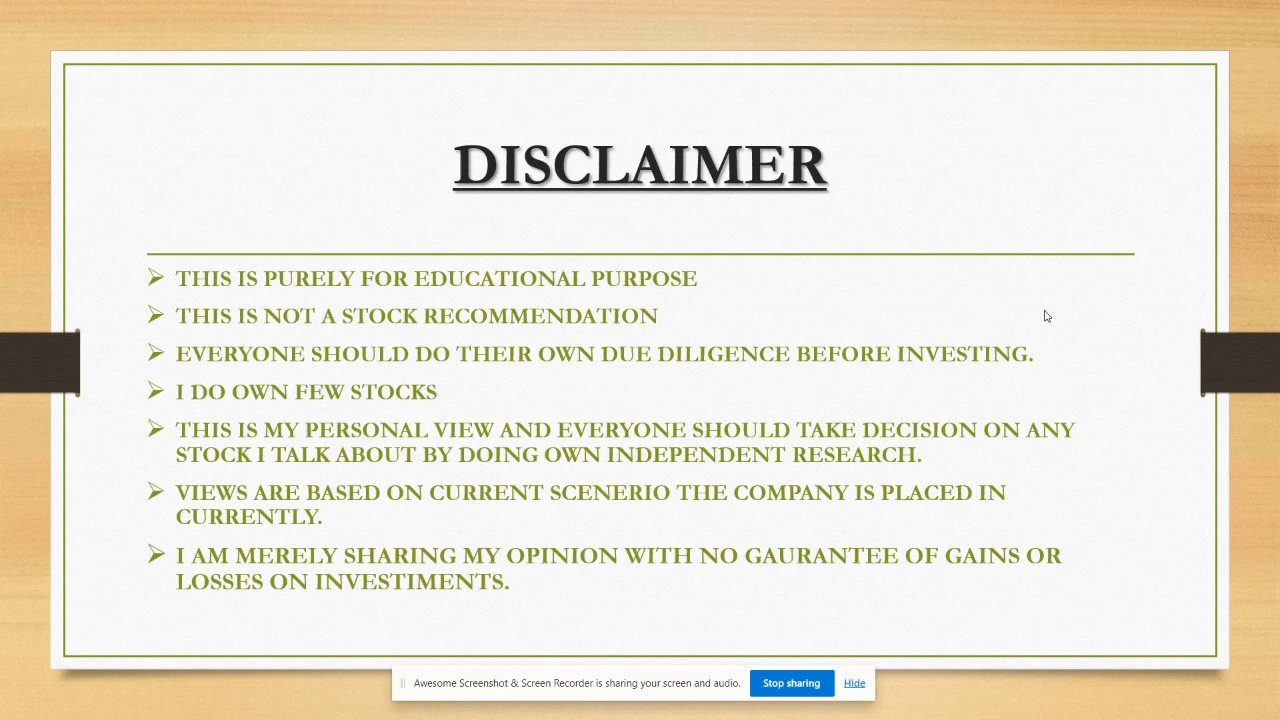 DISCLAIMER
THIS IS PURELY FOR EDUCATIONAL PURPOSE
THIS IS NOT A STOCK RECOMMENDATION
EVERYONE SHOULD DO THEIR OWN DUE DILIGENCE BEFORE INVESTING.
I DO OWN FEW STOCKS
THIS IS MY PERSONAL VIEW AND EVERYONE SHOULD TAKE DECISION ON ANY
STOCK I TALK ABOUT BY DOING OWN INDEPENDENT RESEARCH.
VIEWS ARE BASED ON CURRENT SCENERIO THE COMPANY IS PLACED IN
CURRENTLY.
I AM MERELY SHARING MY OPINION WITH NO GAURANTEE OF GAINS OR
LOSSES ON INVESTIMENTS.
Awesome Screenshot & Screen Recorder is sharing your screen and audio. Stop sharing Hide